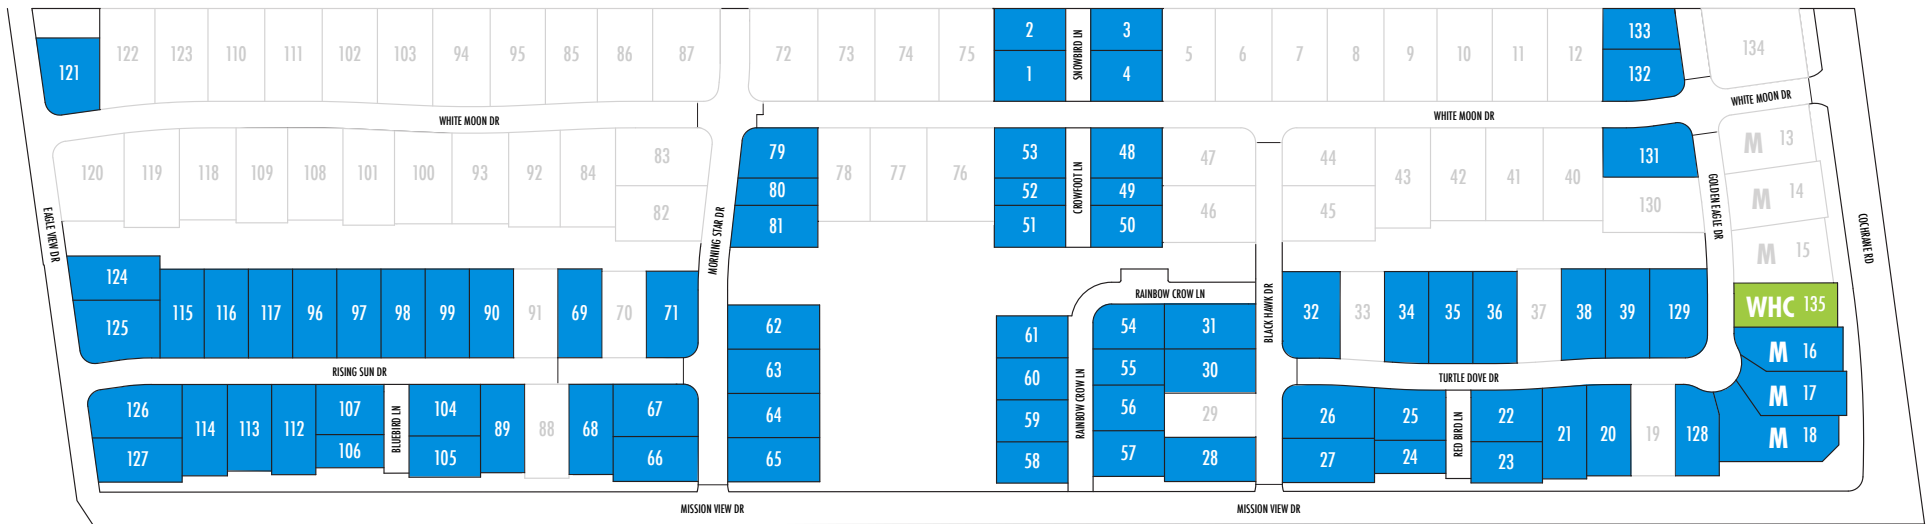 2 SNOWBIRD LN 3 133
122 123 110 111 102 103 94 95 85 86 87 72 73 74 75 5 6 7 8 9 10 11 12 134
121 1 4 132
WHITE MOON DR
WHITE MOON DR WHITE MOON DR
M 13
79 53 CROWFOOT LN 48 47 44 131
83
120 119 118 109 108 101 100 93 92 84 78 77 76 43 42 41 40
80 52 49 M 14
82 81 51 50 46 45 130
EAGLE VIEW DR MORNING STAR DR GOLDEN EAGLE DR COCHRANE RD
M 15
124
RAINBOW CROW LN
WHC 135
115 116 117 96 97 98 99 90 91 69 70 71 BLACK HAWK DR 32 33 34 35 36 37 38 39 129
125 62 61 54 31
M 16
RISING SUN DR 63 60 55 30 TURTLE DOVE DR
M 17
126 107 BLUEBIRD LN 104 67 64 59 RAINBOW CROW LN 56 29 26 25 RED BIRD LN 22
114 113 112 89 88 68 21 20 19 128 M 18
127 106 105 66 65 58 57 28 27 24 23
MISSION VIEW DR MISSION VIEW DR